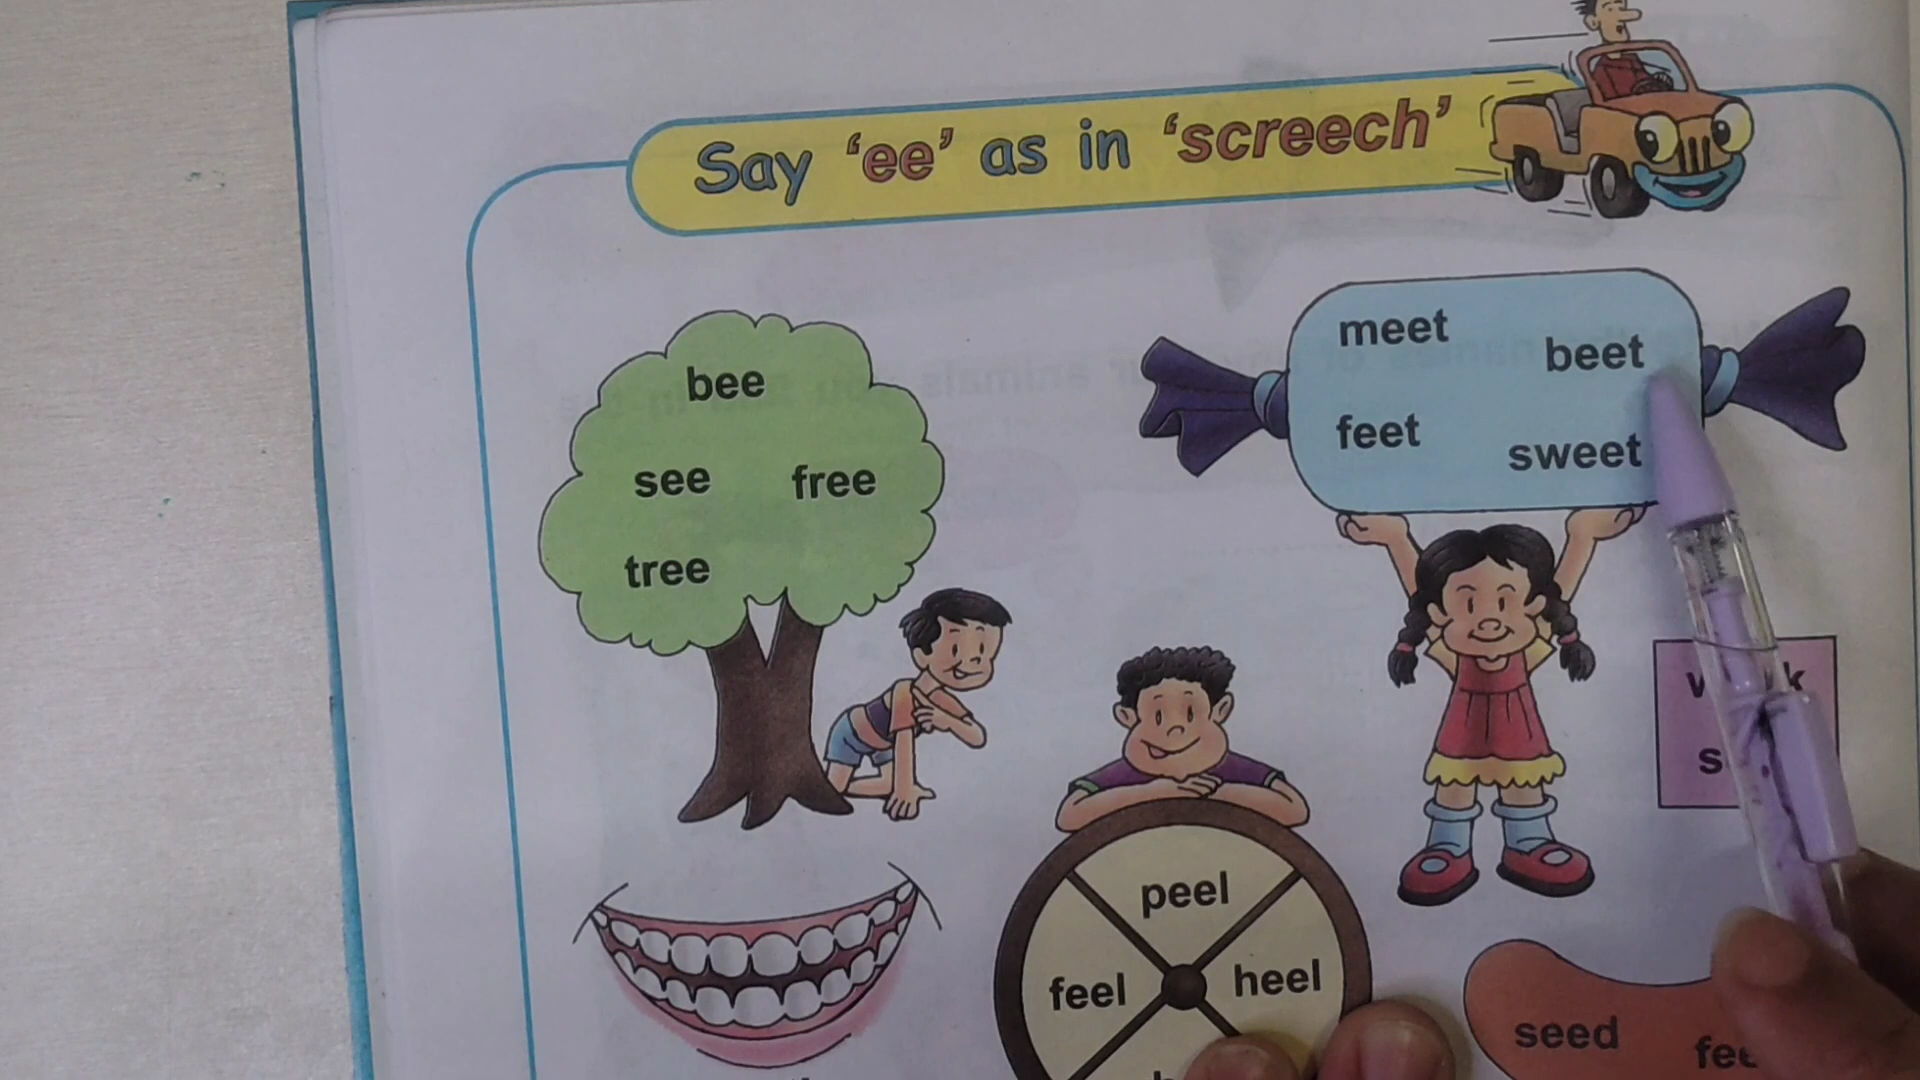 Say 'ee' as in 'screech'
bee
see free
tree
meet
beet
feet
sweet
peel
feel heel
seed